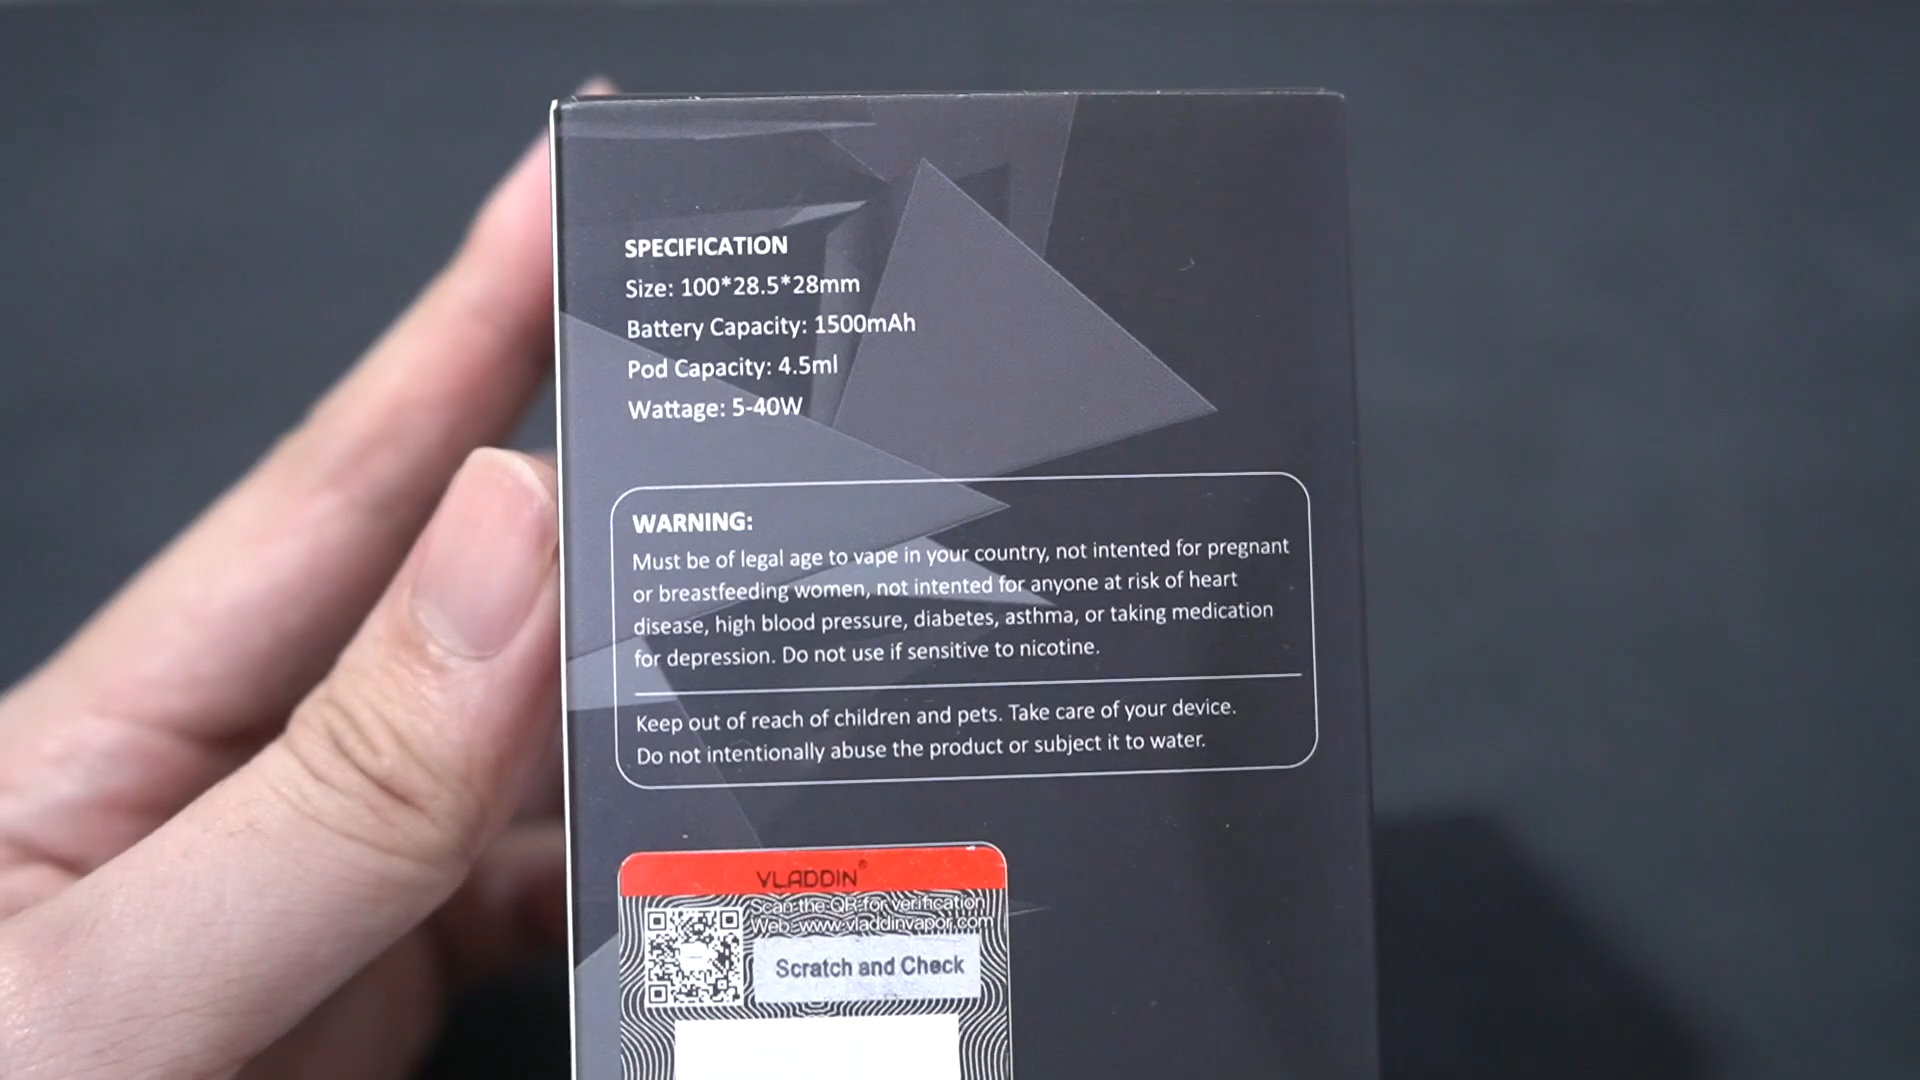 SPECIFICATION
Size: 100*28.5*28mm
Battery Capacity: 1500mAh
Pod Capacity: 4.5ml
Wattage: 5-40W
WARNING:
Must be of legal age to vape in your country, not intented for pregnant
or breastfeeding women, not intented for anyone at risk of heart
disease, high blood pressure, diabetes, asthma, or taking medication
for depression. Do not use if sensitive to nicotine.
Keep out of reach of children and pets. Take care of your device.
Do not intentionally abuse the product or subject it to water.
VLADDIN®
Scan the QR for verification
Web: www.vladdinvapor.com
Scratch and Check